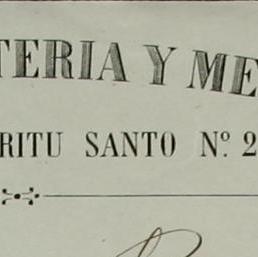 TERIA Y ME
RITU SANTO Nº. 2